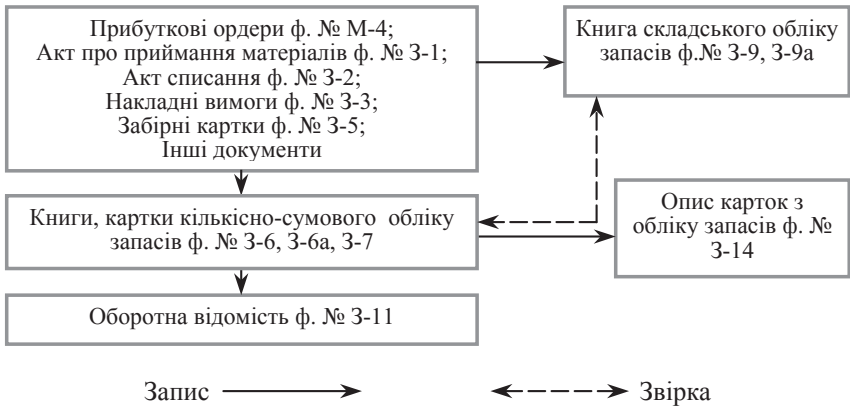 Прибуткові ордери ф. № М-4;
Акт про приймання матеріалів ф. № З-1;
Акт списання ф. № З-2;
Накладні вимоги ф. № З-3;
Забірні картки ф. № З-5;
Інші документи
Книга складського обліку
запасів ф.№ З-9, З-9а
Книги, картки кількісно-сумового обліку
запасів ф. № З-6, З-6а, З-7
Опис карток з
обліку запасів ф. №
З-14
Оборотна відомість ф. № З-11
Запис
Звірка